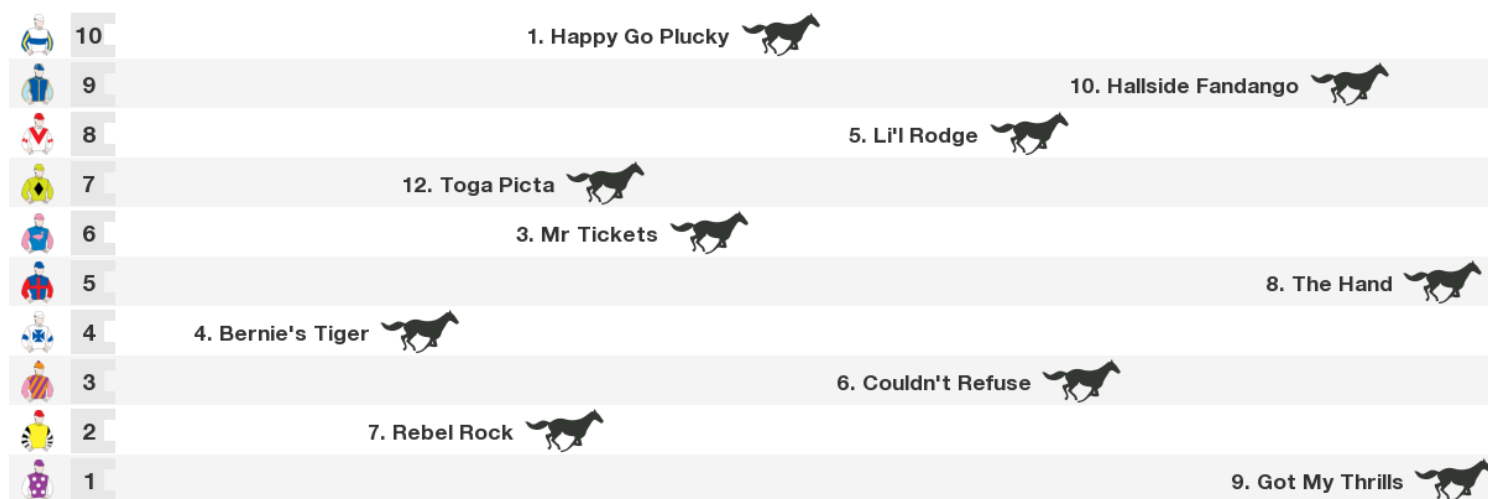 10 1. Happy Go Plucky
9 10. Hallside Fandango
8 5. Li'l Rodge
7 12. Toga Picta
6 3. Mr Tickets
5 8. The Hand
4 4. Bernie's Tiger
3 6. Couldn't Refuse
2 7. Rebel Rock
1 9. Got My Thrills